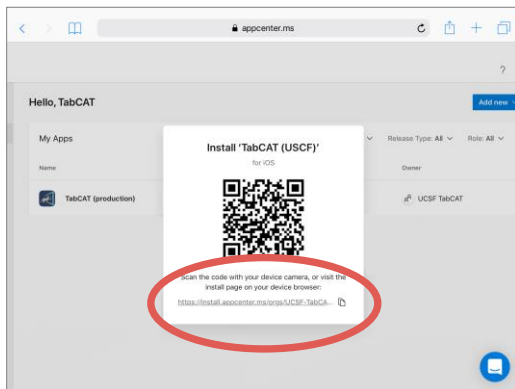 appcenter.ms
?
Hello, TabCAT
Add new
My Apps
Release Type: All
Role: All
Install 'TabCAT (USCF)'
for iOS
Name
Owner
TabCAT (production)
UCSF TabCAT
Scan the code with your device camera, or visit the
install page on your device browser:
https://install.appcenter.ms/orgs/UCSF-TabCA...